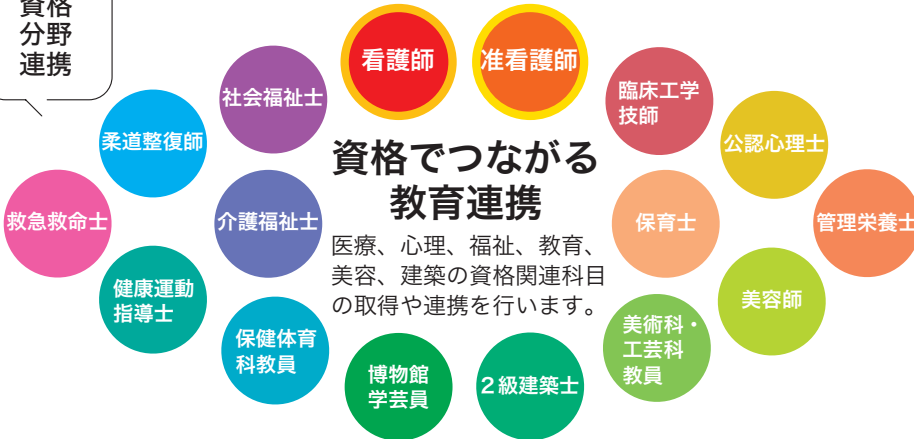 資格
分野
連携
看護師
准看護師
社会福祉士
臨床工学
技師
柔道整復師
公認心理士
資格でつながる
教育連携
救急救命士
介護福祉士
保育士
管理栄養士
医療、心理、福祉、教育、
美容、建築の資格関連科目
の取得や連携を行います。
健康運動
指導士
美容師
保健体育
科教員
美術科・
工芸科
教員
博物館
学芸員
2級建築士